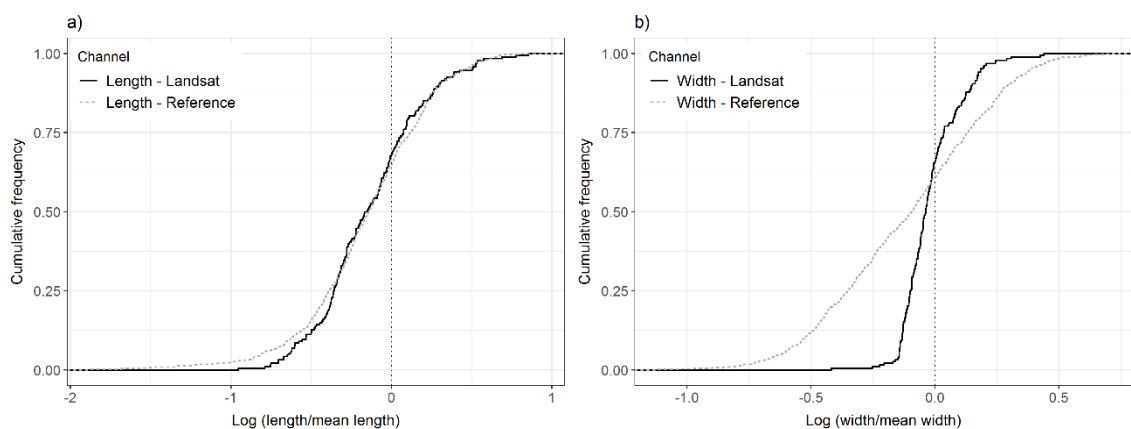 a)
Channel
Length - Landsat
Length - Reference
1.00
0.75
0.50
0.25
0.00
Cumulative frequency
-2
-1
0
1
Log (length/mean length)
b)
Channel
Width - Landsat
Width - Reference
1.00
0.75
0.50
0.25
0.00
Cumulative frequency
-1.0
-0.5
0.0
0.5
Log (width/mean width)